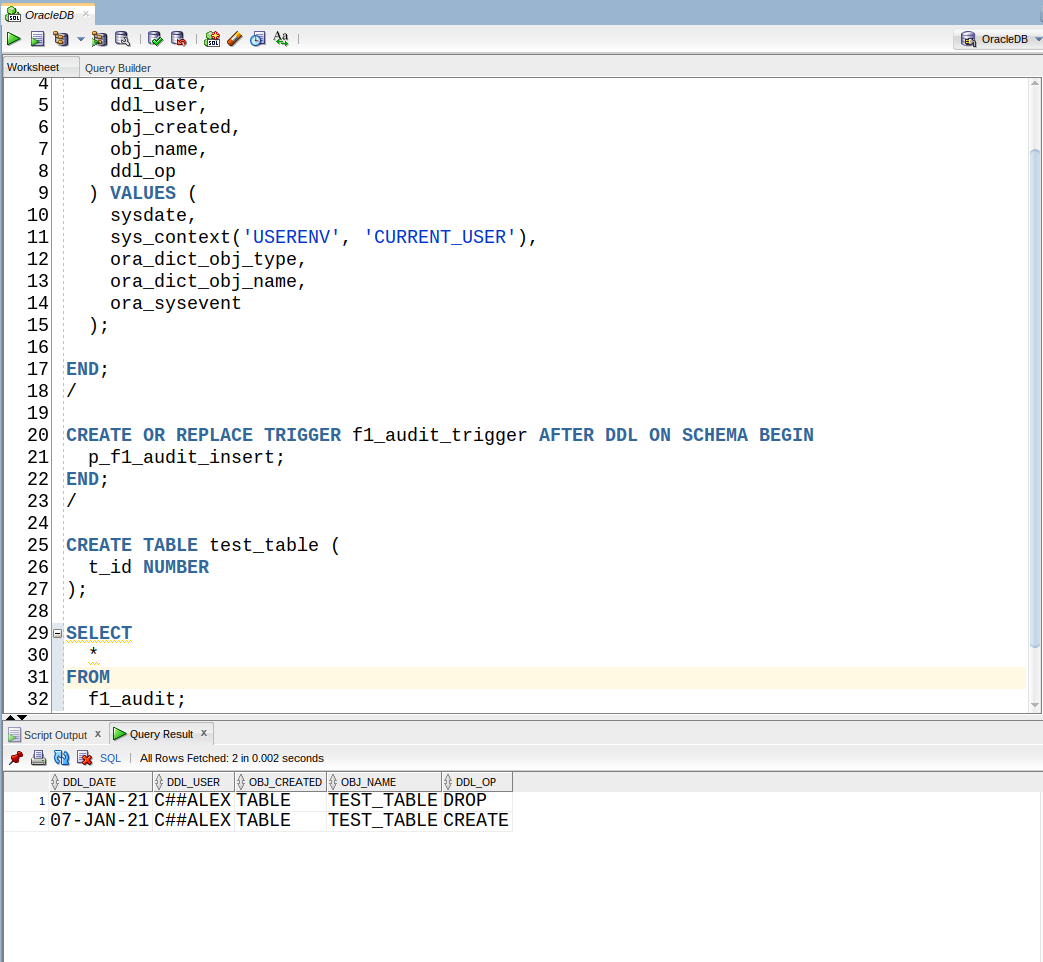 OracleDB
OracleDB
Worksheet Query Builder
4 ddl_date,
5 ddl_user,
6 obj_created,
7 obj_name,
8 ddl_op
9 ) VALUES (
10 sysdate,
11 sys_context('USERENV', 'CURRENT_USER'),
12 ora_dict_obj_type,
13 ora_dict_obj_name,
14 ora_sysevent
15 );
16
17 END;
18 /
19
20 CREATE OR REPLACE TRIGGER f1_audit_trigger AFTER DDL ON SCHEMA BEGIN
21 p_f1_audit_insert;
22 END;
23 /
24
25 CREATE TABLE test_table (
26 t_id NUMBER
27 );
28
29 SELECT
30 *
31 FROM
32 f1_audit;
Script Output x Query Result x
SQL | All Rows Fetched: 2 in 0.002 seconds
DDL_DATE DDL_USER OBJ_CREATED OBJ_NAME DDL_OP
1 07-JAN-21 C##ALEX TABLE TEST_TABLE DROP
2 07-JAN-21 C##ALEX TABLE TEST_TABLE CREATE